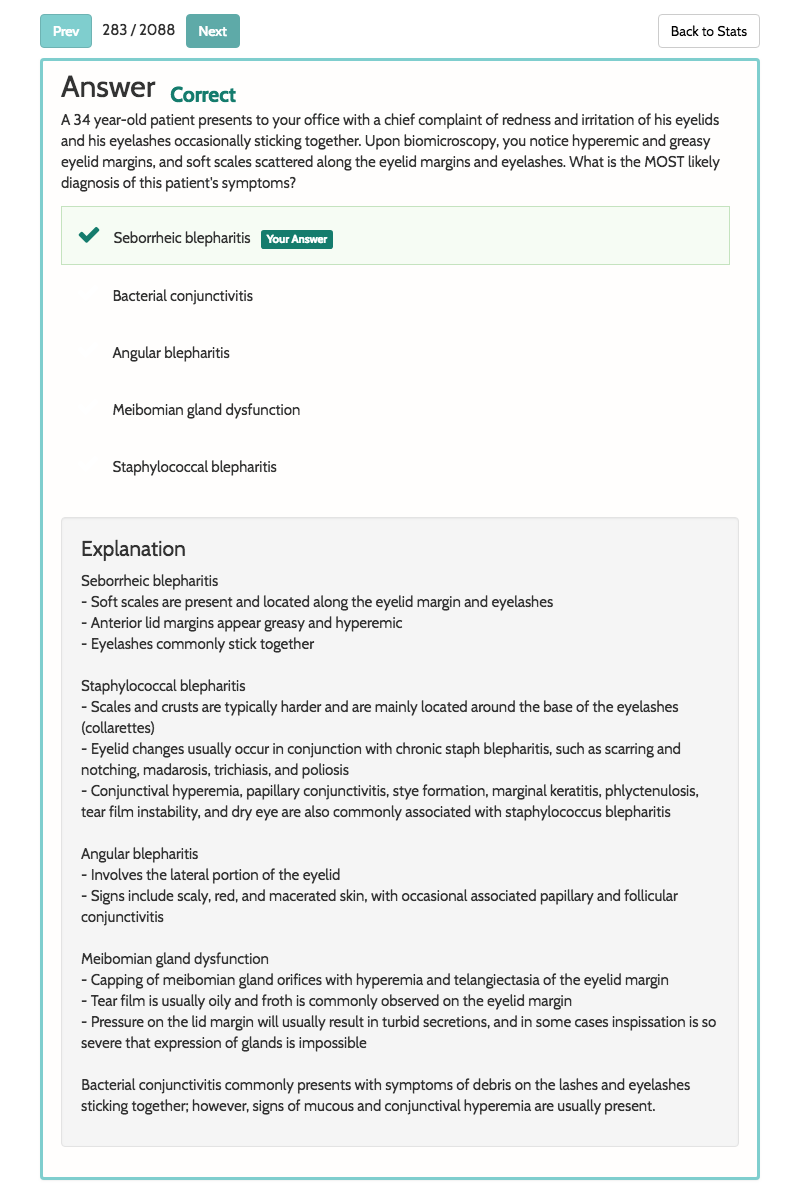 Prev 283 / 2088 Next Back to Stats
Answer Correct
A 34 year-old patient presents to your office with a chief complaint of redness and irritation of his eyelids
and his eyelashes occasionally sticking together. Upon biomicroscopy, you notice hyperemic and greasy
eyelid margins, and soft scales scattered along the eyelid margins and eyelashes. What is the MOST likely
diagnosis of this patient's symptoms?
Seborrheic blepharitis Your Answer
Bacterial conjunctivitis
Angular blepharitis
Meibomian gland dysfunction
Staphylococcal blepharitis
Explanation
Seborrheic blepharitis
- Soft scales are present and located along the eyelid margin and eyelashes
- Anterior lid margins appear greasy and hyperemic
- Eyelashes commonly stick together
Staphylococcal blepharitis
- Scales and crusts are typically harder and are mainly located around the base of the eyelashes
(collarettes)
- Eyelid changes usually occur in conjunction with chronic staph blepharitis, such as scarring and
notching, madarosis, trichiasis, and poliosis
- Conjunctival hyperemia, papillary conjunctivitis, stye formation, marginal keratitis, phlyctenulosis,
tear film instability, and dry eye are also commonly associated with staphylococcus blepharitis
Angular blepharitis
- Involves the lateral portion of the eyelid
- Signs include scaly, red, and macerated skin, with occasional associated papillary and follicular
conjunctivitis
Meibomian gland dysfunction
- Capping of meibomian gland orifices with hyperemia and telangiectasia of the eyelid margin
- Tear film is usually oily and froth is commonly observed on the eyelid margin
- Pressure on the lid margin will usually result in turbid secretions, and in some cases inspissation is so
severe that expression of glands is impossible
Bacterial conjunctivitis commonly presents with symptoms of debris on the lashes and eyelashes
sticking together; however, signs of mucous and conjunctival hyperemia are usually present.